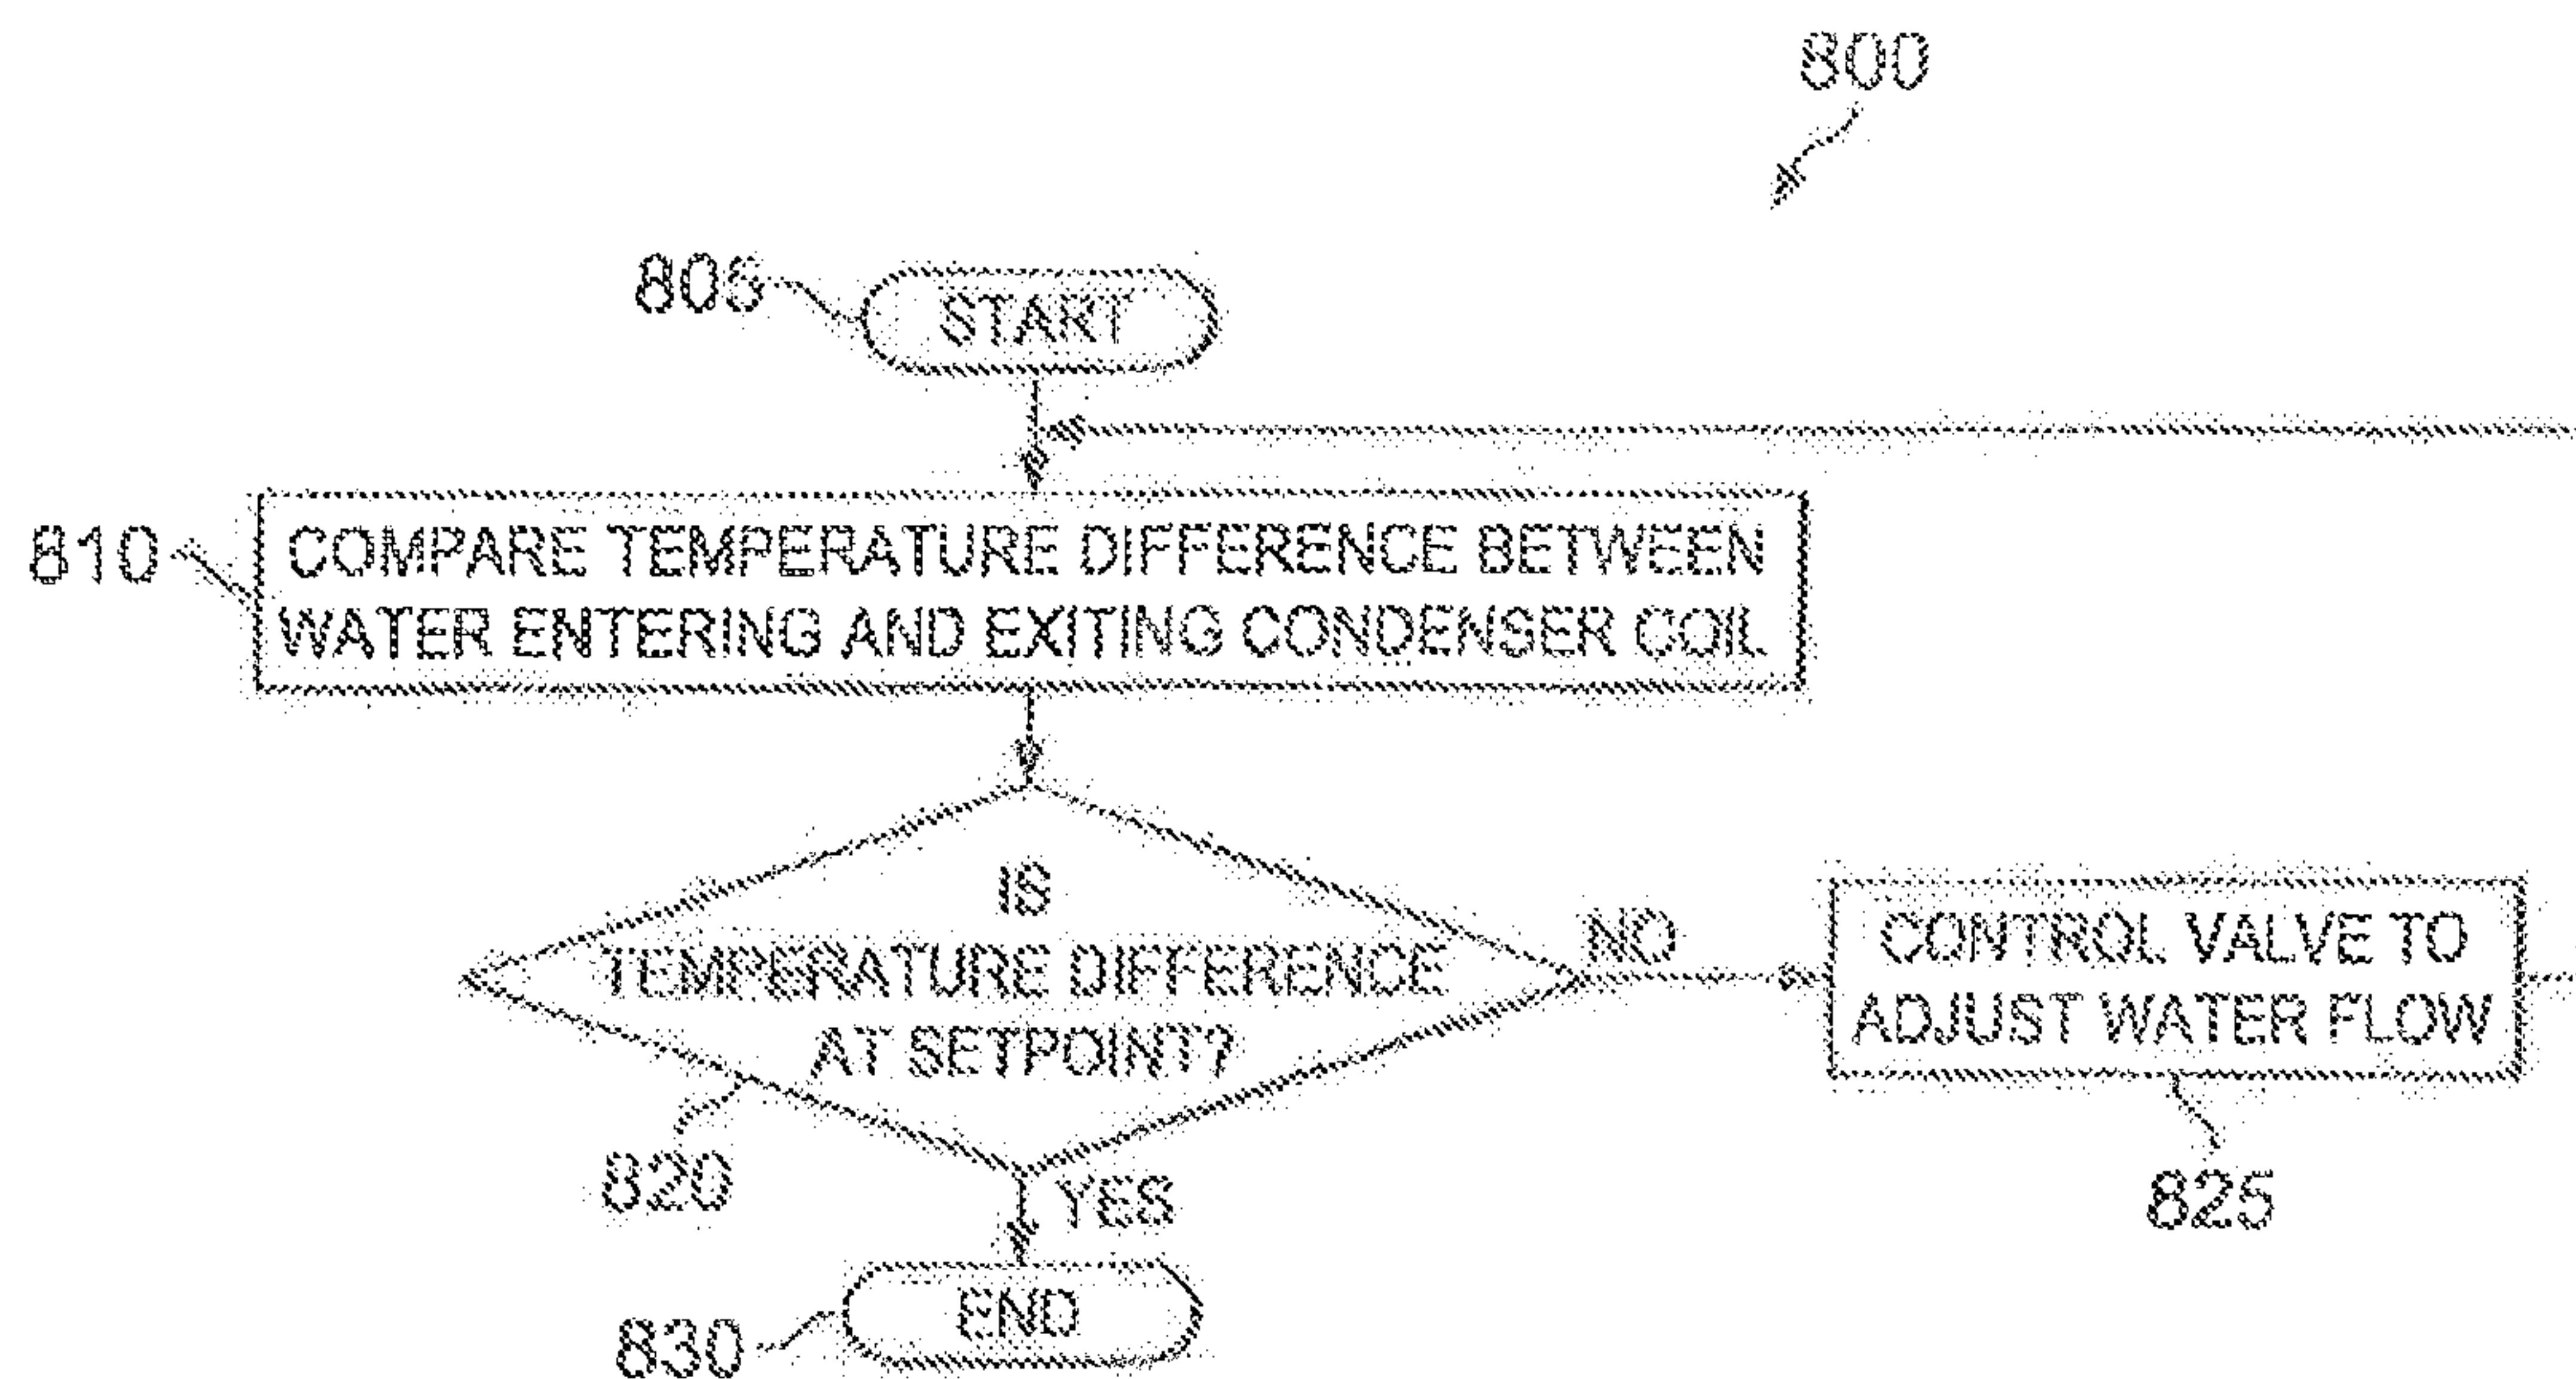 800
805
START
810
COMPARE TEMPERATURE DIFFERENCE BETWEEN
WATER ENTERING AND EXITING CONDENSER COIL
IS
TEMPERATURE DIFFERENCE
AT SETPOINT?
NO
CONTROL VALVE TO
ADJUST WATER FLOW
820
YES
825
END
830